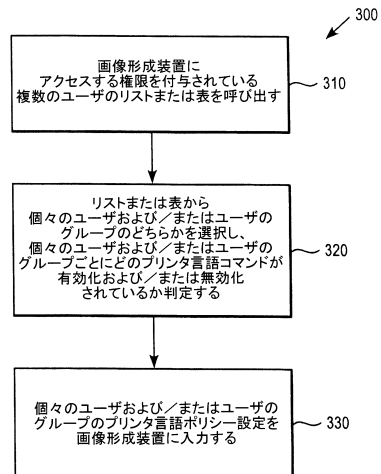 300
画像形成装置に
アクセスする権限を付与されている
複数のユーザのリストまたは表を呼び出す
310
リストまたは表から
個々のユーザおよび/またはユーザの
グループのどちらかを選択し、
個々のユーザおよび/またはユーザの
グループごとにどのプリンタ言語コマンドが
有効化および/または無効化
されているか判定する
320
個々のユーザおよび/またはユーザの
グループのプリンタ言語ポリシー設定を
画像形成装置に入力する
330